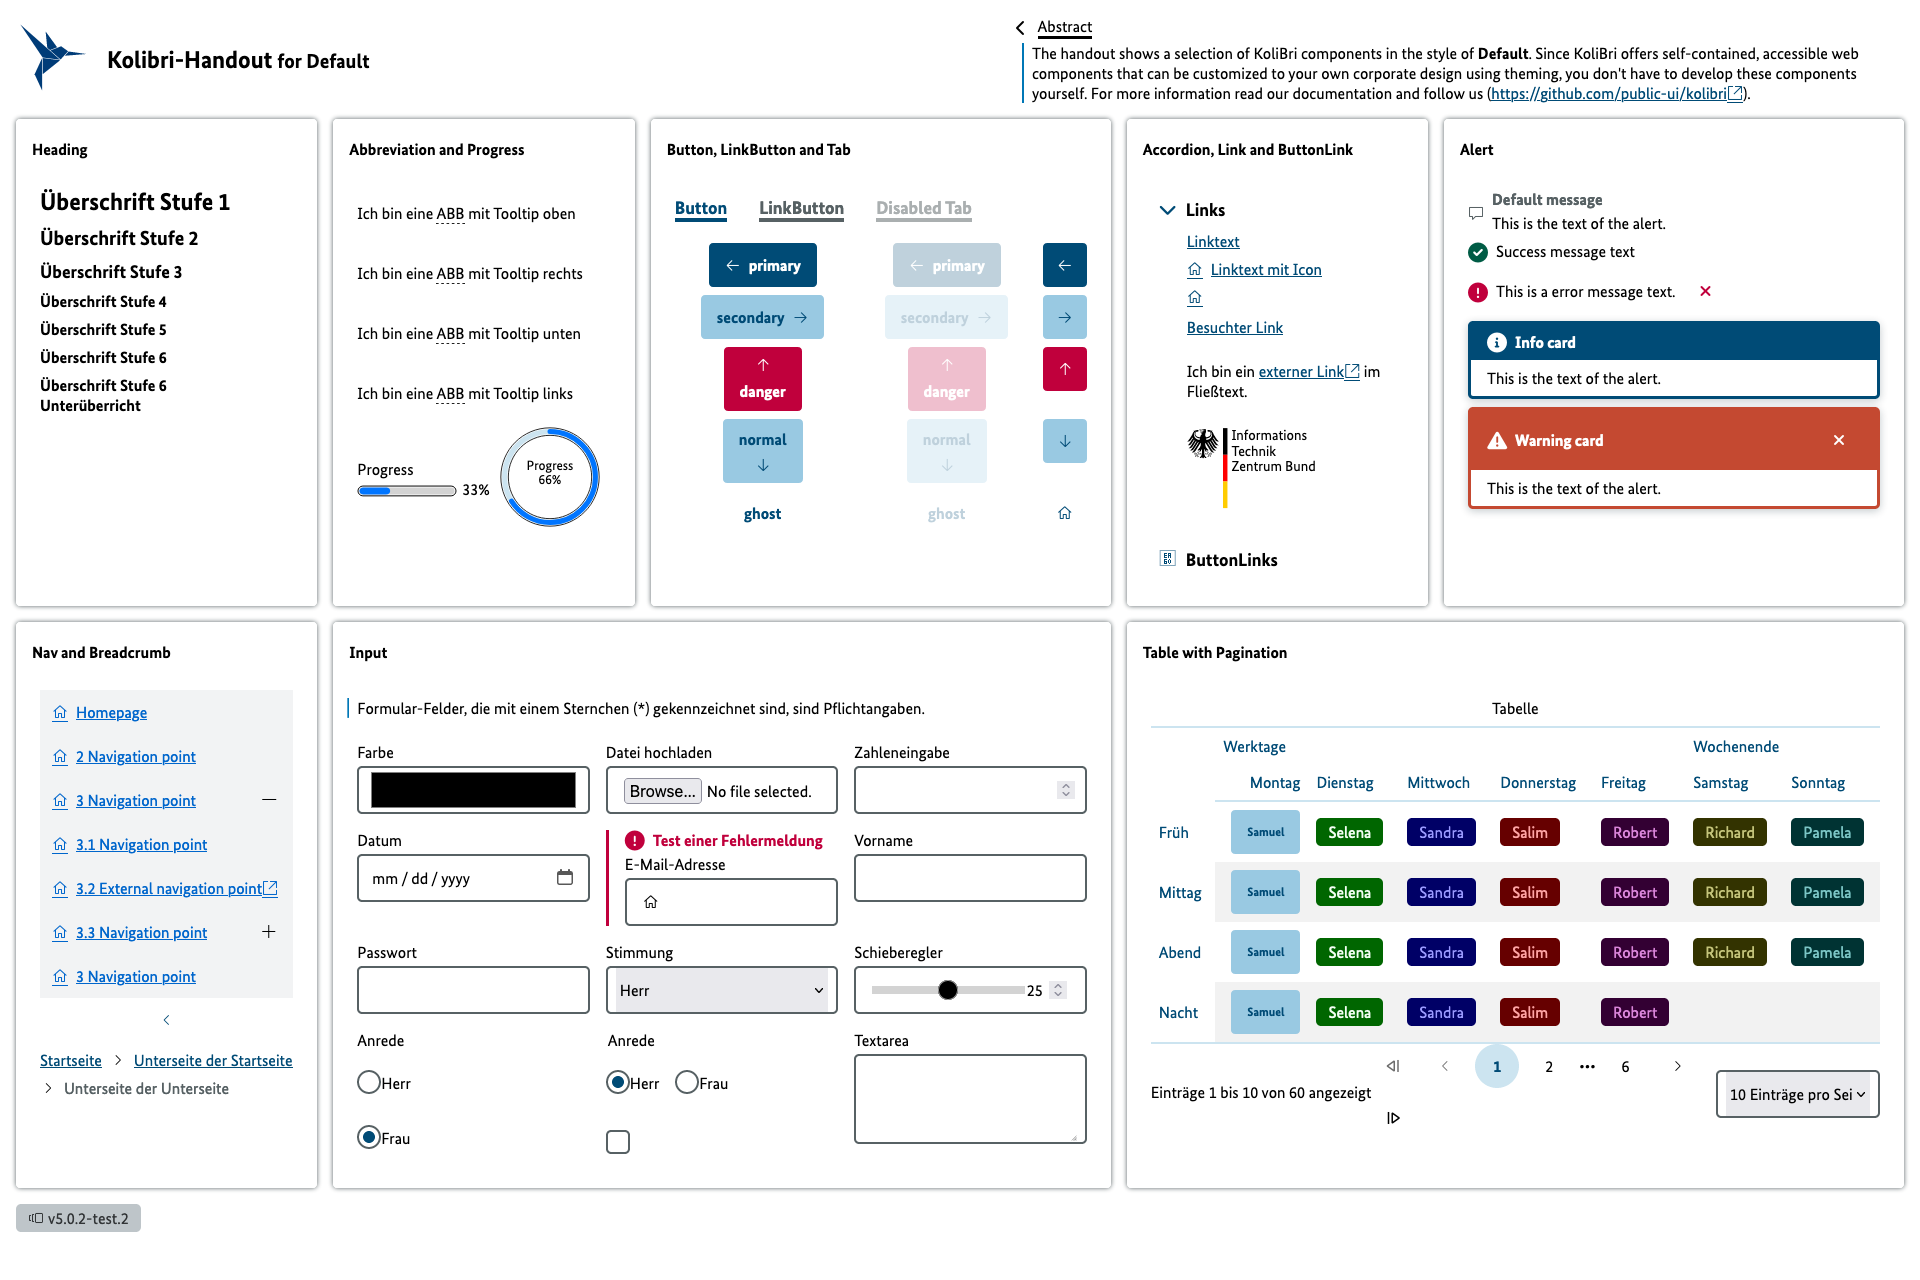 Kolibri-Handout for Default
Abstract
The handout shows a selection of KoliBri components in the style of Default. Since KoliBri offers self-contained, accessible web
components that can be customized to your own corporate design using theming, you don't have to develop these components
yourself. For more information read our documentation and follow us (https://github.com/public-ui/kolibri).
Heading
Überschrift Stufe 1
Überschrift Stufe 2
Überschrift Stufe 3
Überschrift Stufe 4
Überschrift Stufe 5
Überschrift Stufe 6
Überschrift Stufe 6
Unterüberricht
Abbreviation and Progress
Ich bin eine ABB mit Tooltip oben
Ich bin eine ABB mit Tooltip rechts
Ich bin eine ABB mit Tooltip unten
Ich bin eine ABB mit Tooltip links
Progress
33%
Progress
66%
Button, LinkButton and Tab
Button LinkButton Disabled Tab
primary primary
secondary secondary
danger danger
normal normal
ghost ghost
Accordion, Link and ButtonLink
Links
Linktext
Linktext mit Icon
Besuchter Link
Ich bin ein externer Link im
Fließtext.
Informations
Technik
Zentrum Bund
ButtonLinks
Alert
Default message
This is the text of the alert.
Success message text
This is a error message text.
Info card
This is the text of the alert.
Warning card
This is the text of the alert.
Nav and Breadcrumb
Homepage
2 Navigation point
3 Navigation point
3.1 Navigation point
3.2 External navigation point
3.3 Navigation point
3 Navigation point
Startseite Unterseite der Startseite
Unterseite der Unterseite
Input
Formular-Felder, die mit einem Sternchen (*) gekennzeichnet sind, sind Pflichtangaben.
Farbe Datei hochladen Zahleneingabe
Browse... No file selected.
Datum Test einer Fehlermeldung Vorname
E-Mail-Adresse
mm / dd / yyyy
Passwort Stimmung Schieberegler
Herr 25
Anrede Anrede Textarea
Herr Herr Frau
Frau
Table with Pagination
Tabelle
Werktage Wochenende
Montag Dienstag Mittwoch Donnerstag Freitag Samstag Sonntag
Früh Samuel Selena Sandra Salim Robert Richard Pamela
Mittag Samuel Selena Sandra Salim Robert Richard Pamela
Abend Samuel Selena Sandra Salim Robert Richard Pamela
Nacht Samuel Selena Sandra Salim Robert
1 2 ••• 6
Einträge 1 bis 10 von 60 angezeigt
10 Einträge pro Sei
v5.0.2-test.2